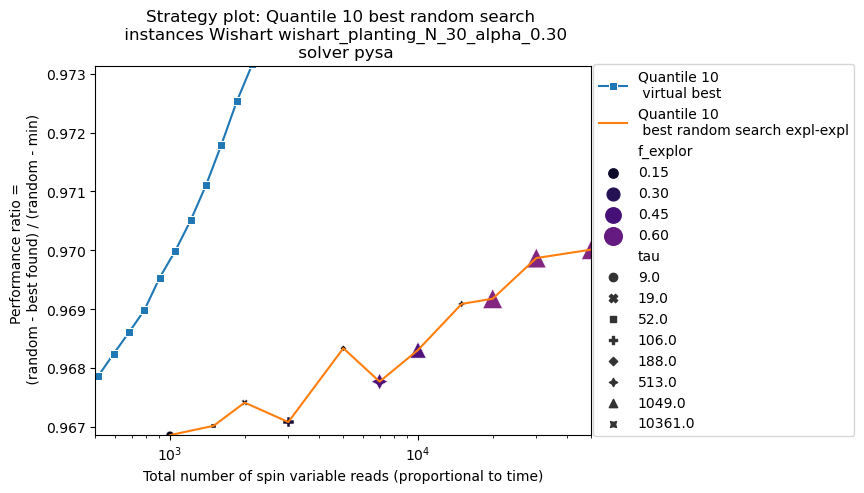 Strategy plot: Quantile 10 best random search
instances Wishart wishart_planting_N_30_alpha_0.30
solver pysa
Performance ratio =
(random - best found) / (random - min)
0.973
0.972
0.971
0.970
0.969
0.968
0.967
10^3
10^4
Total number of spin variable reads (proportional to time)
Quantile 10
virtual best
Quantile 10
best random search expl-expl
f_explor
0.15
0.30
0.45
0.60
tau
9.0
19.0
52.0
106.0
188.0
513.0
1049.0
10361.0